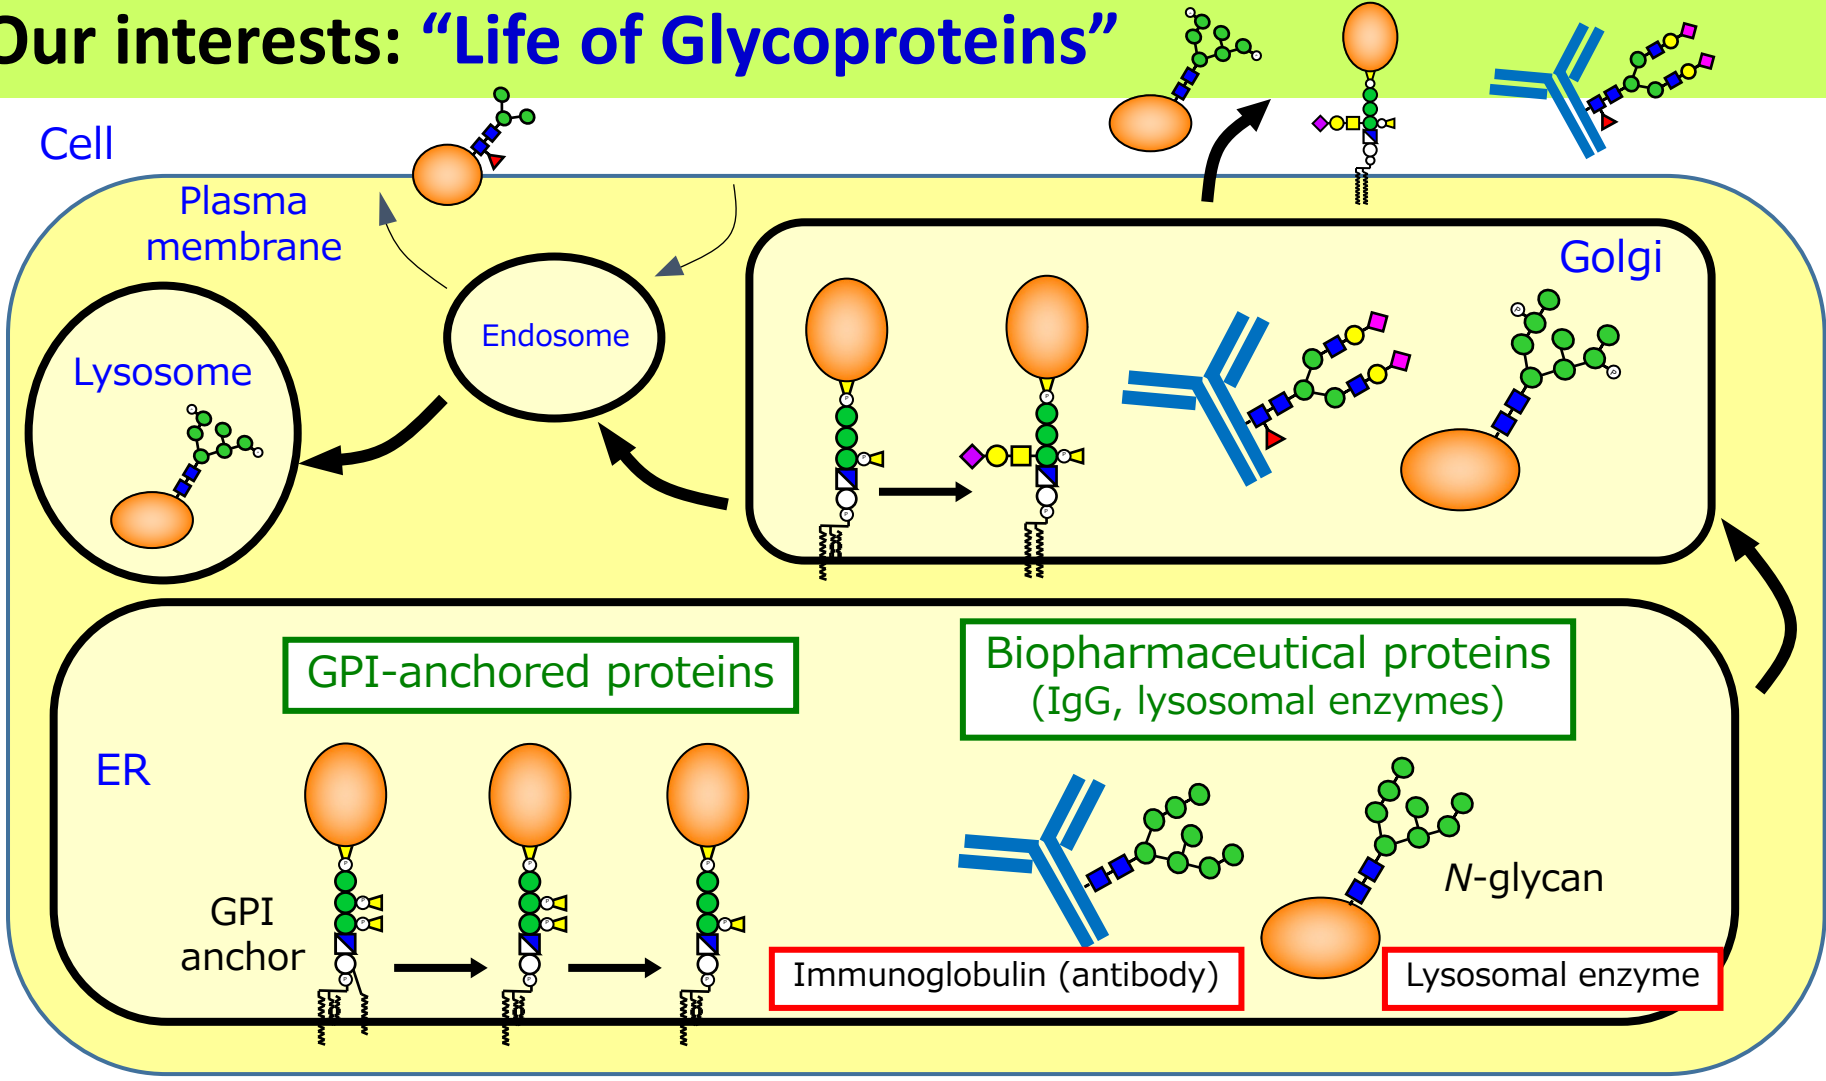 Our interests: “Life of Glycoproteins”
Cell
Plasma
membrane
Golgi
Endosome
Lysosome
GPI-anchored proteins
Biopharmaceutical proteins
(IgG, lysosomal enzymes)
ER
GPI
anchor
N-glycan
Immunoglobulin (antibody)
Lysosomal enzyme